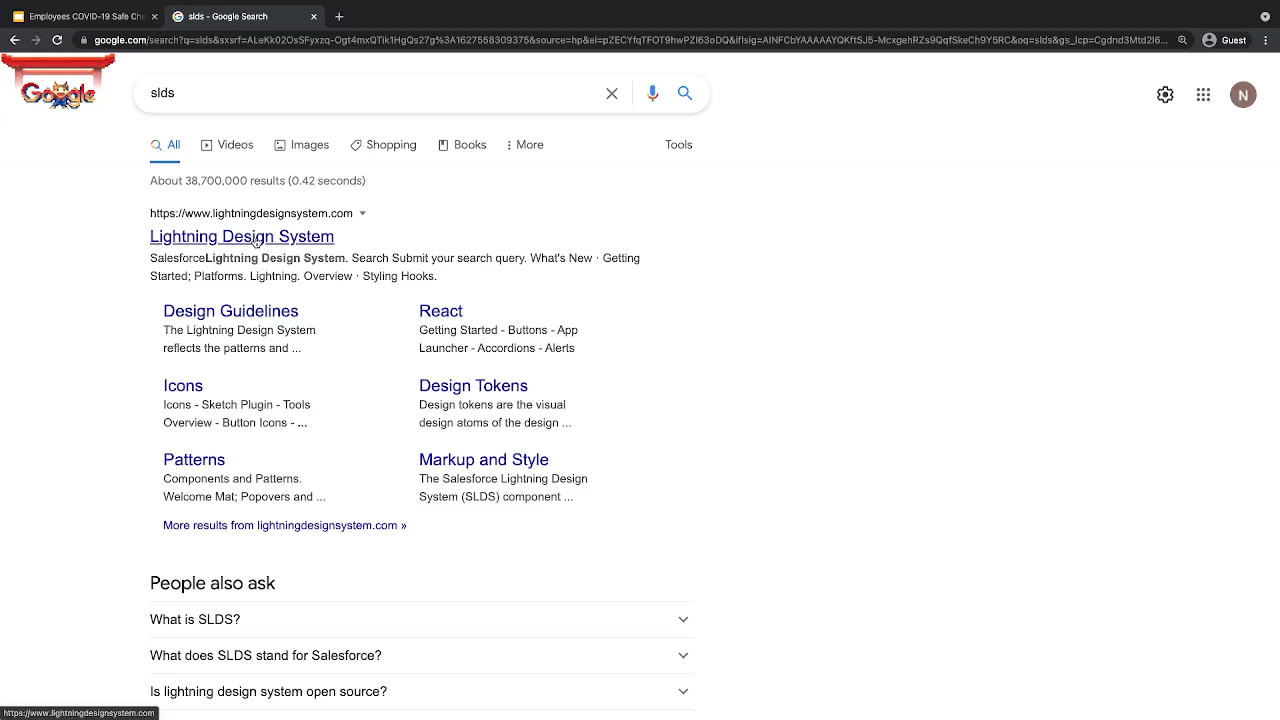 Employees COVID-19 Safe Che
slds - Google Search
google.com/search?q=slds&sxsrf=ALeKk02OsSFyxzq-Ogt4mxQTik1HgQs27g%3A1627558309375&source=hp&ei=pZECYfqTFOT9hwPZl63oDQ&iflsig=AINFCbYAAAAAYQKftSJ5-McxgehRZs9QqfSkeCh9Y5RC&oq=slds&gs_lcp=Cgdnd3Mtd2l6...
Guest
Google
slds
N
All
Videos
Images
Shopping
Books
More
Tools
About 38,700,000 results (0.42 seconds)
https://www.lightningdesignsystem.com
Lightning Design System
SalesforceLightning Design System. Search Submit your search query. What's New · Getting
Started; Platforms. Lightning. Overview · Styling Hooks.
Design Guidelines
The Lightning Design System
reflects the patterns and ...
React
Getting Started - Buttons - App
Launcher - Accordions - Alerts
Icons
Icons - Sketch Plugin - Tools
Overview - Button Icons - ...
Design Tokens
Design tokens are the visual
design atoms of the design ...
Patterns
Components and Patterns.
Welcome Mat; Popovers and ...
Markup and Style
The Salesforce Lightning Design
System (SLDS) component ...
More results from lightningdesignsystem.com »
People also ask
What is SLDS?
What does SLDS stand for Salesforce?
Is lightning design system open source?
https://www.lightningdesignsystem.com